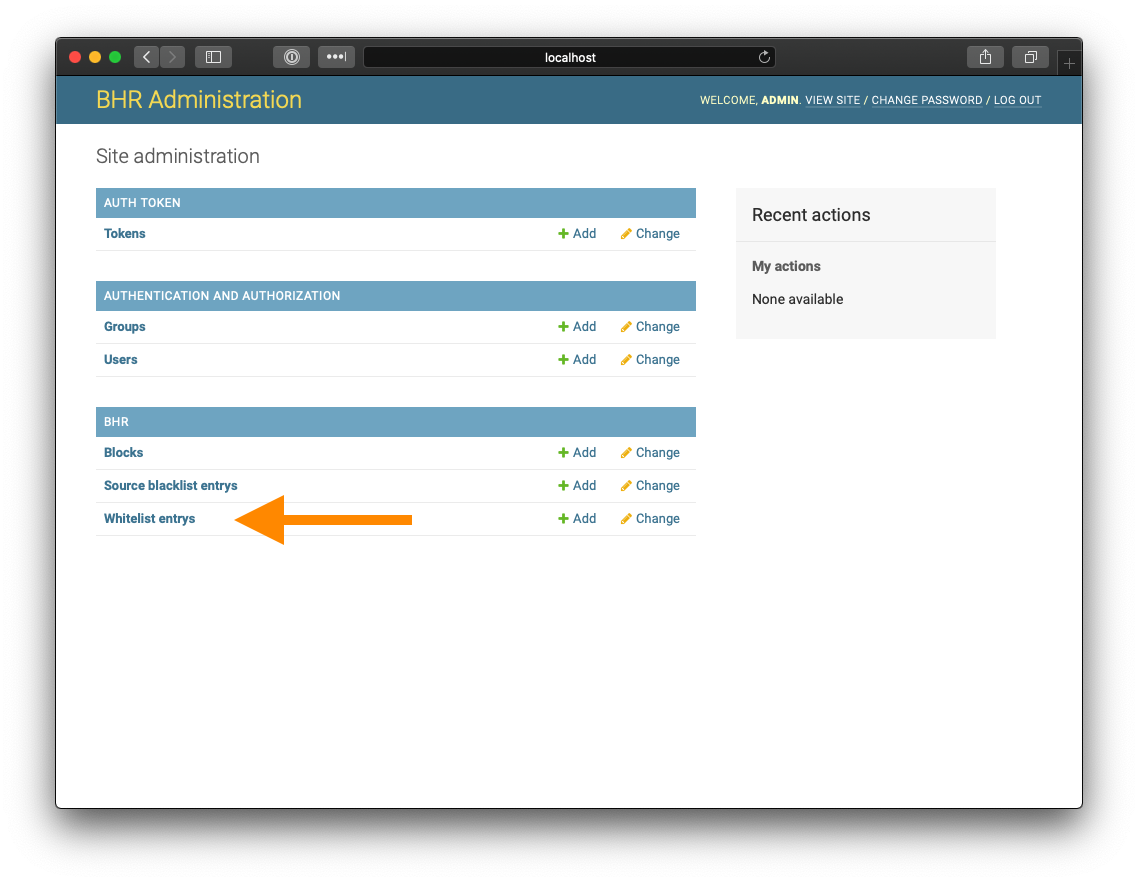 localhost
BHR Administration
WELCOME, ADMIN. VIEW SITE / CHANGE PASSWORD / LOG OUT
Site administration
AUTH TOKEN
Tokens Add Change
AUTHENTICATION AND AUTHORIZATION
Groups Add Change
Users Add Change
BHR
Blocks Add Change
Source blacklist entrys Add Change
Whitelist entrys Add Change
Recent actions
My actions
None available